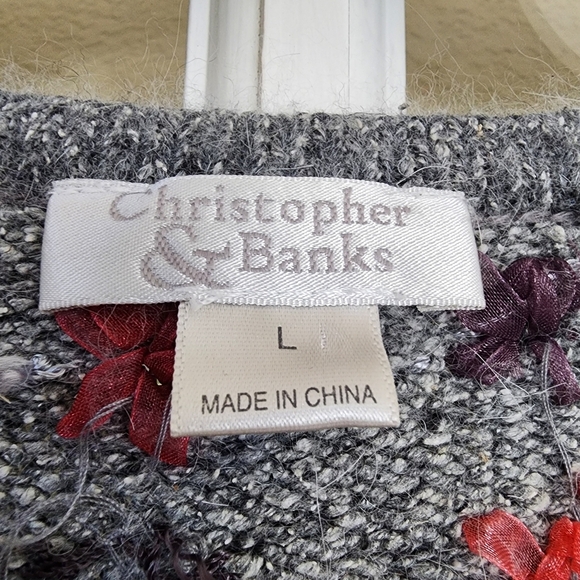 Christopher
& Banks
L
MADE IN CHINA